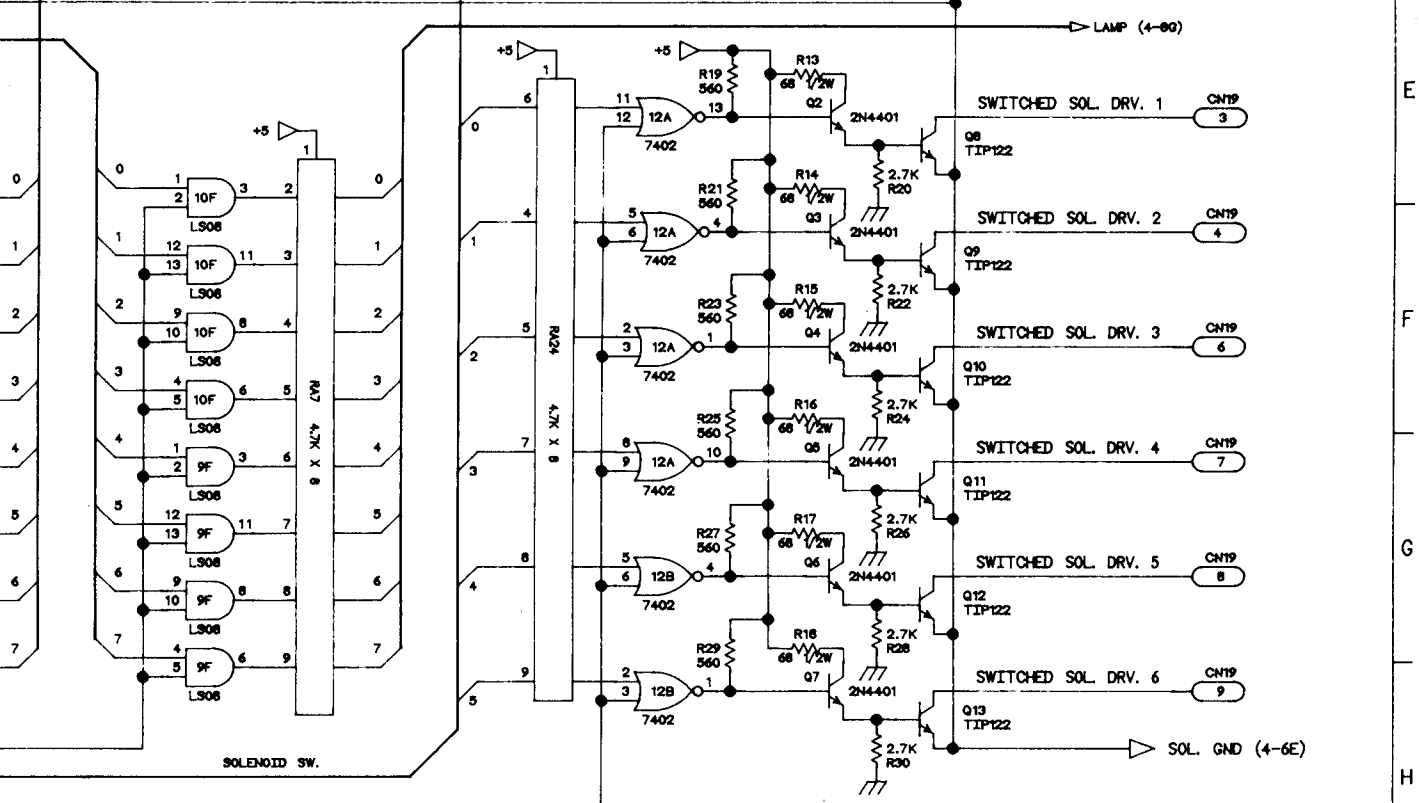 LAMP (4-8G)
E
F
G
H
+5
1
0
1
2
3
4
5
6
7
0
1
2
3
4
5
6
7
1
2
10F
3
2
LS08
12
13
10F
11
3
LS08
9
10
10F
8
4
LS08
4
5
10F
6
5
LS08
1
2
9F
3
6
LS08
12
13
9F
11
7
LS08
9
10
9F
8
8
LS08
4
5
9F
6
9
LS08
RA7 4.7K X 8
0
1
2
3
4
5
6
7
SOLENOID SW.
+5
1
0
6
1
4
2
5
3
7
4
8
5
9
RA24 4.7K X 8
+5
R19
560
11
12
12A
13
7402
R13
68 1/2W
Q2
2N4401
2.7K
R20
Q8
TIP122
SWITCHED SOL. DRV. 1
CN19
3
R21
560
5
6
12A
4
7402
R14
68 1/2W
Q3
2N4401
2.7K
R22
Q9
TIP122
SWITCHED SOL. DRV. 2
CN19
4
R23
560
2
3
12A
1
7402
R15
68 1/2W
Q4
2N4401
2.7K
R24
Q10
TIP122
SWITCHED SOL. DRV. 3
CN19
6
R25
560
8
9
12A
10
7402
R16
68 1/2W
Q5
2N4401
2.7K
R26
Q11
TIP122
SWITCHED SOL. DRV. 4
CN19
7
R27
560
5
6
12B
4
7402
R17
68 1/2W
Q6
2N4401
2.7K
R28
Q12
TIP122
SWITCHED SOL. DRV. 5
CN19
8
R29
560
2
3
12B
1
7402
R18
68 1/2W
Q7
2N4401
2.7K
R30
Q13
TIP122
SWITCHED SOL. DRV. 6
CN19
9
SOL. GND (4-6E)